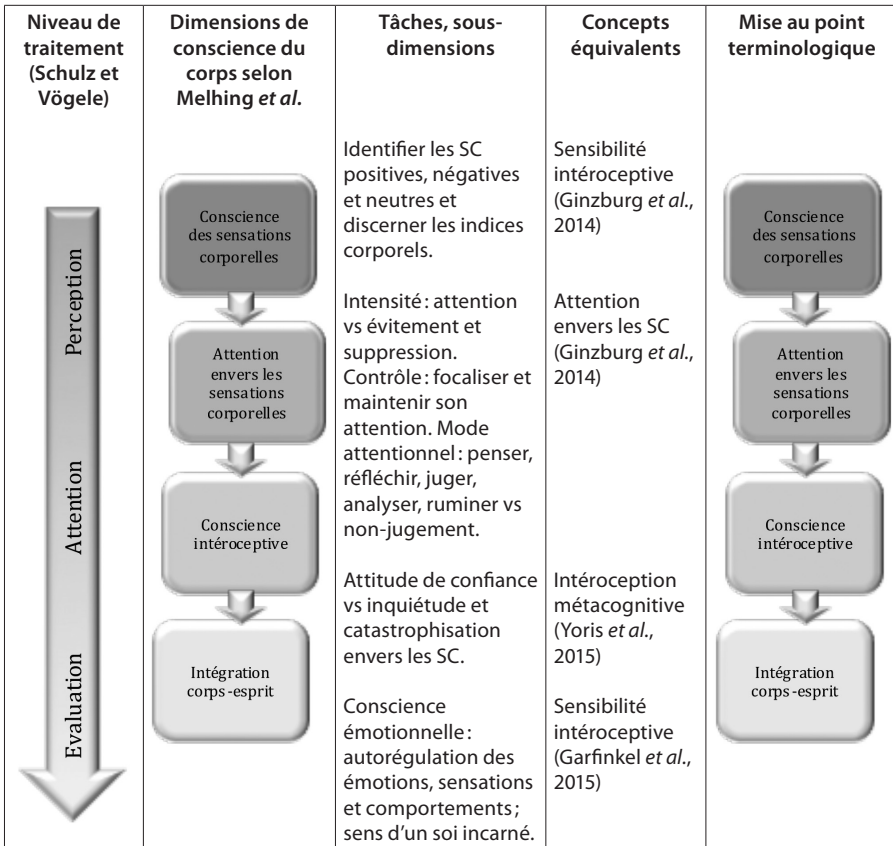 Niveau de
traitement
(Schulz et
Vögele)
Dimensions de
conscience du
corps selon
Melhing et al.
Tâches, sous-
dimensions
Concepts
équivalents
Mise au point
terminologique
Perception
Attention
Evaluation
Conscience
des sensations
corporelles
Attention
envers les
sensations
corporelles
Conscience
intéroceptive
Intégration
corps-esprit
Identifier les SC
positives, négatives
et neutres et
discerner les indices
corporels.
Intensité : attention
vs évitement et
suppression.
Contrôle : focaliser et
maintenir son
attention. Mode
attentionnel : penser,
réfléchir, juger,
analyser, ruminer vs
non-jugement.
Attitude de confiance
vs inquiétude et
catastrophisation
envers les SC.
Conscience
émotionnelle :
autorégulation des
émotions, sensations
et comportements ;
sens d'un soi incarné.
Sensibilité
intéroceptive
(Ginzburg et al.,
2014)
Attention
envers les SC
(Ginzburg et al.,
2014)
Intéroception
métacognitive
(Yoris et al.,
2015)
Sensibilité
intéroceptive
(Garfinkel et al.,
2015)
Conscience
des sensations
corporelles
Attention
envers les
sensations
corporelles
Conscience
intéroceptive
Intégration
corps-esprit